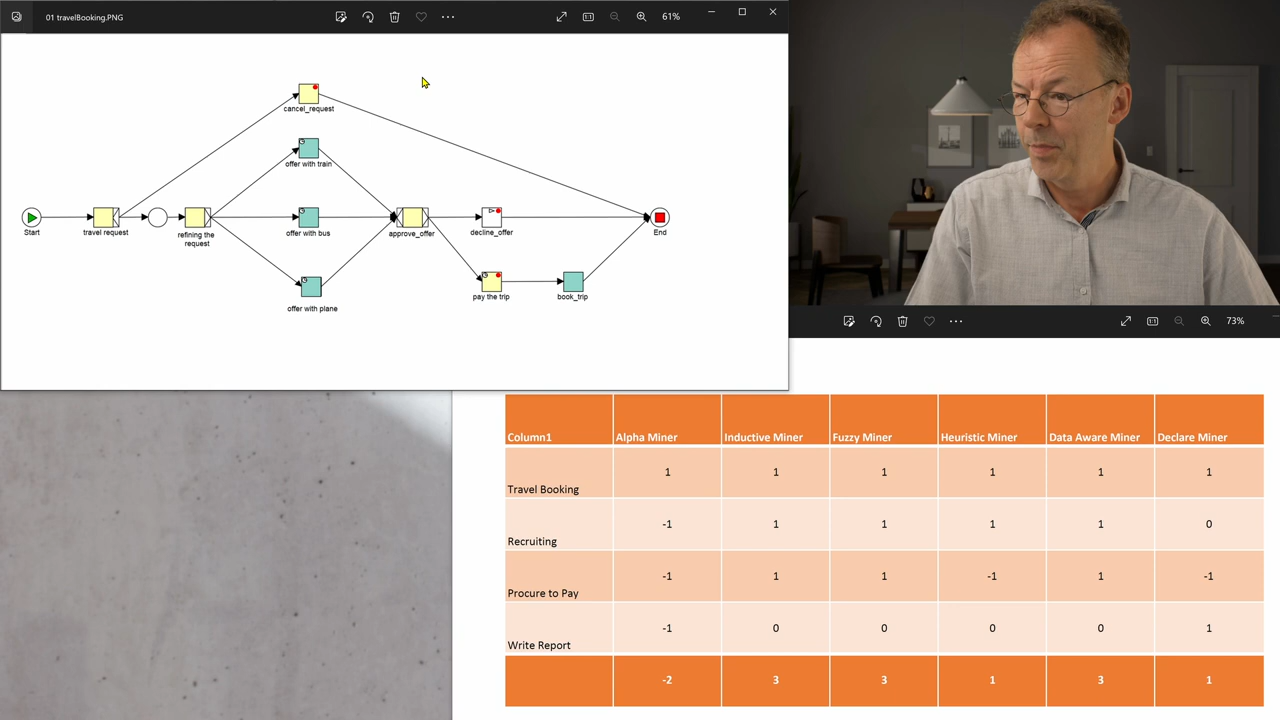 01 travelBooking.PNG
61%
cancel_request
offer with train
Start
travel request
refining the
request
offer with bus
approve_offer
decline_offer
End
pay the trip
book_trip
offer with plane
73%
Column1 Alpha Miner Inductive Miner Fuzzy Miner Heuristic Miner Data Aware Miner Declare Miner
Travel Booking 1 1 1 1 1 1
Recruiting -1 1 1 1 1 0
Procure to Pay -1 1 1 -1 1 -1
Write Report -1 0 0 0 0 1
-2 3 3 1 3 1